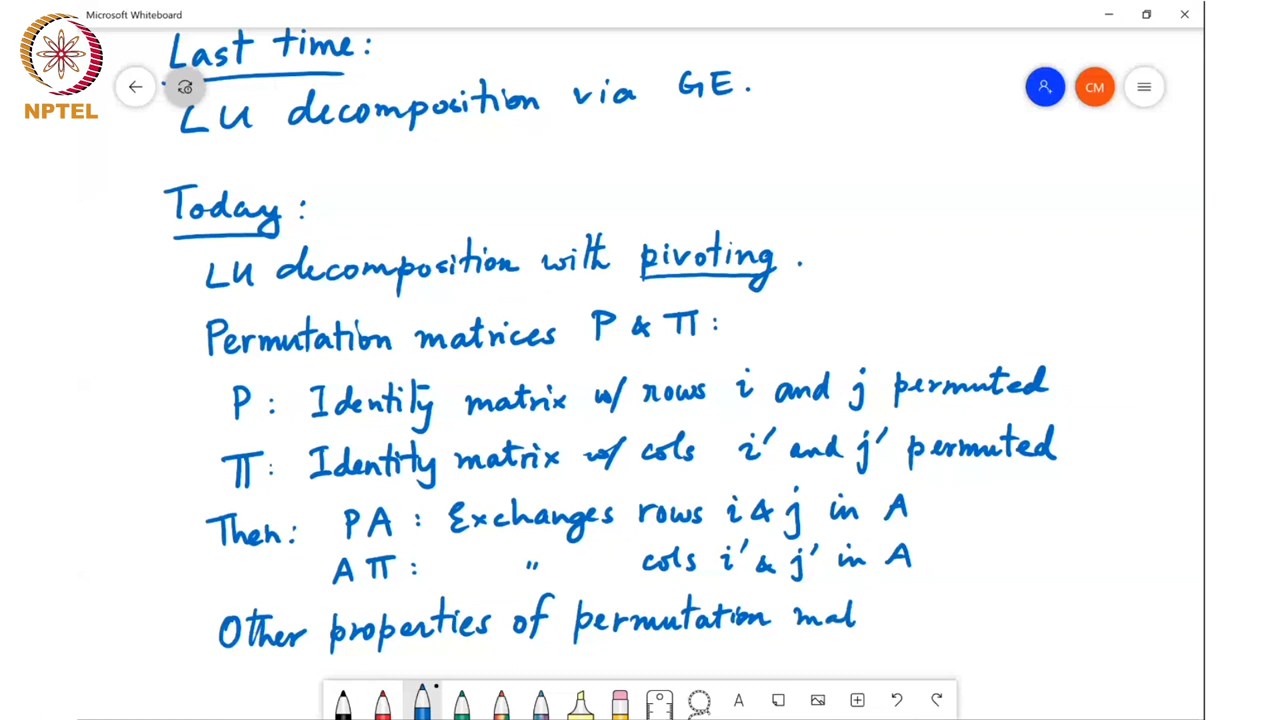 Microsoft Whiteboard
NPTEL
CM
Last time:
LU decomposition via GE.
Today:
LU decomposition with pivoting.
Permutation matrices P & Π:
P: Identity matrix w/ rows i and j permuted
Π: Identity matrix w/ cols i′ and j′ permuted
Then: PA: Exchanges rows i & j in A
AΠ: " cols i′ & j′ in A
Other properties of permutation mat
A